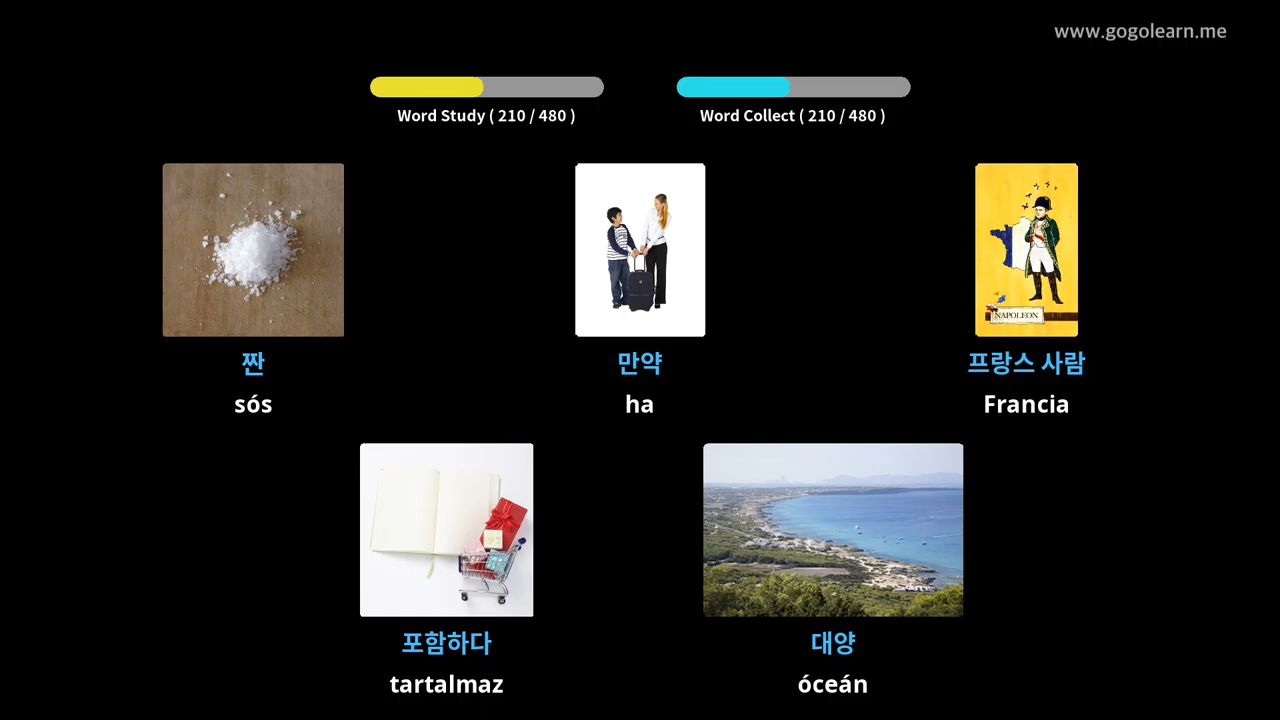 www.gogolearn.me
Word Study ( 210 / 480 )
Word Collect ( 210 / 480 )
NAPOLEON
짠
만약
프랑스 사람
sós
ha
Francia
포함하다
대양
tartalmaz
óceán